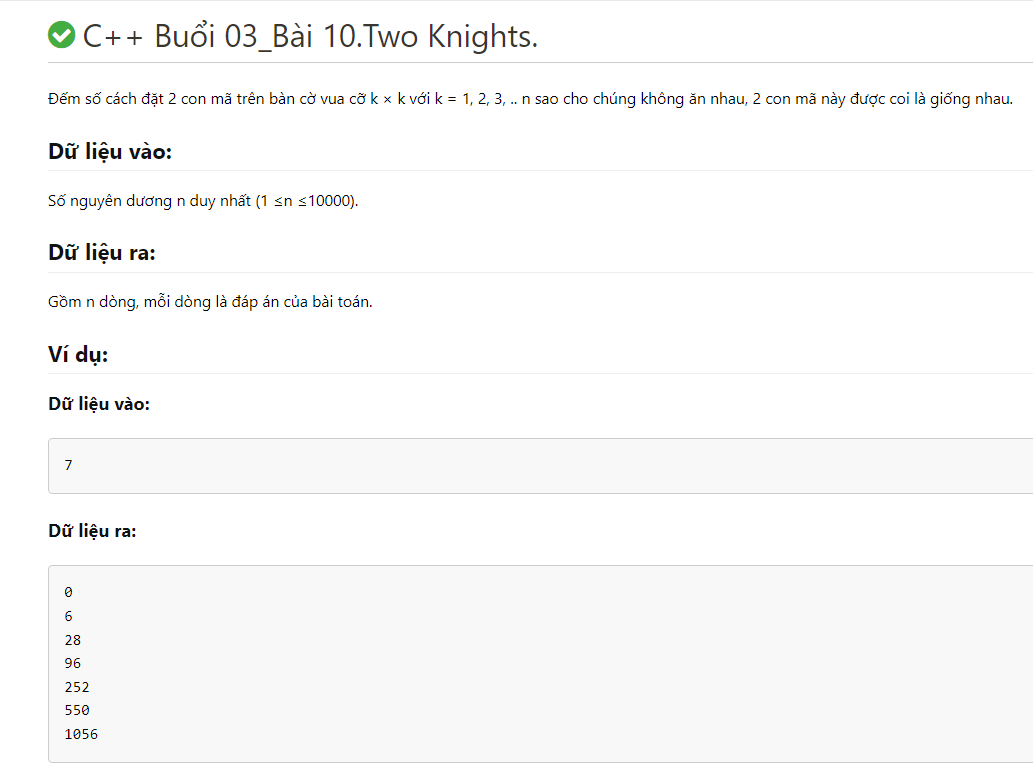 C++ Buổi 03_Bài 10.Two Knights.
Đếm số cách đặt 2 con mã trên bàn cờ vua cỡ k × k với k = 1, 2, 3, .. n sao cho chúng không ăn nhau, 2 con mã này được coi là giống nhau.
Dữ liệu vào:
Số nguyên dương n duy nhất (1 ≤n ≤10000).
Dữ liệu ra:
Gồm n dòng, mỗi dòng là đáp án của bài toán.
Ví dụ:
Dữ liệu vào:
7
Dữ liệu ra:
0
6
28
96
252
550
1056